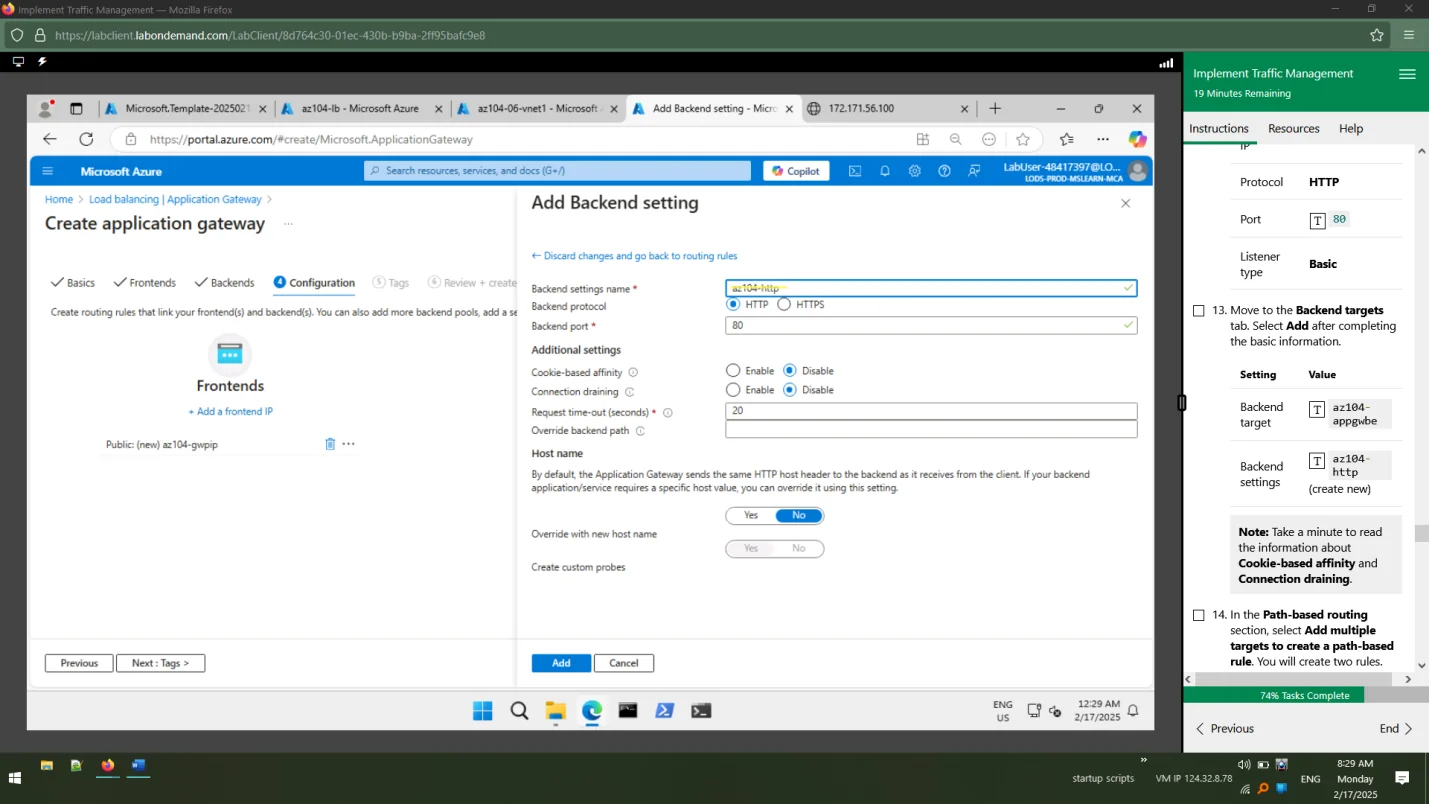 Implement Traffic Management — Mozilla Firefox
https://labclient.labondemand.com/LabClient/8d764c30-01ec-430b-b9ba-2ff95bafc9e8
Microsoft.Template-2025021
az104-lb - Microsoft Azure
az104-06-vnet1 - Microsoft
Add Backend setting - Micro
172.171.56.100
https://portal.azure.com/#create/Microsoft.ApplicationGateway
Microsoft Azure
Search resources, services, and docs (G+/)
Copilot
LabUser-48417397@LO...
LODS-PROD-MSLEARN-MCA
Home > Load balancing | Application Gateway >
Create application gateway ...
Basics
Frontends
Backends
4 Configuration
5 Tags
6 Review + create
Create routing rules that link your frontend(s) and backend(s). You can also add more backend pools, add a se
Frontends
+ Add a frontend IP
Public: (new) az104-gwpip
Previous
Next : Tags >
Add Backend setting
← Discard changes and go back to routing rules
Backend settings name *
az104-http
Backend protocol
HTTP
HTTPS
Backend port *
80
Additional settings
Cookie-based affinity
Enable
Disable
Connection draining
Enable
Disable
Request time-out (seconds) *
20
Override backend path
Host name
By default, the Application Gateway sends the same HTTP host header to the backend as it receives from the client. If your backend
application/service requires a specific host value, you can override it using this setting.
Yes
No
Override with new host name
Yes
No
Create custom probes
Add
Cancel
ENG
US
12:29 AM
2/17/2025
Implement Traffic Management
19 Minutes Remaining
Instructions
Resources
Help
IP
Protocol
HTTP
Port
T 80
Listener
type
Basic
13. Move to the Backend targets
tab. Select Add after completing
the basic information.
Setting
Value
Backend
target
T az104-
appgwbe
Backend
settings
T az104-
http
(create new)
Note: Take a minute to read
the information about
Cookie-based affinity and
Connection draining.
14. In the Path-based routing
section, select Add multiple
targets to create a path-based
rule. You will create two rules.
74% Tasks Complete
< Previous
End >
startup scripts
VM IP 124.32.8.78
ENG
8:29 AM
Monday
2/17/2025